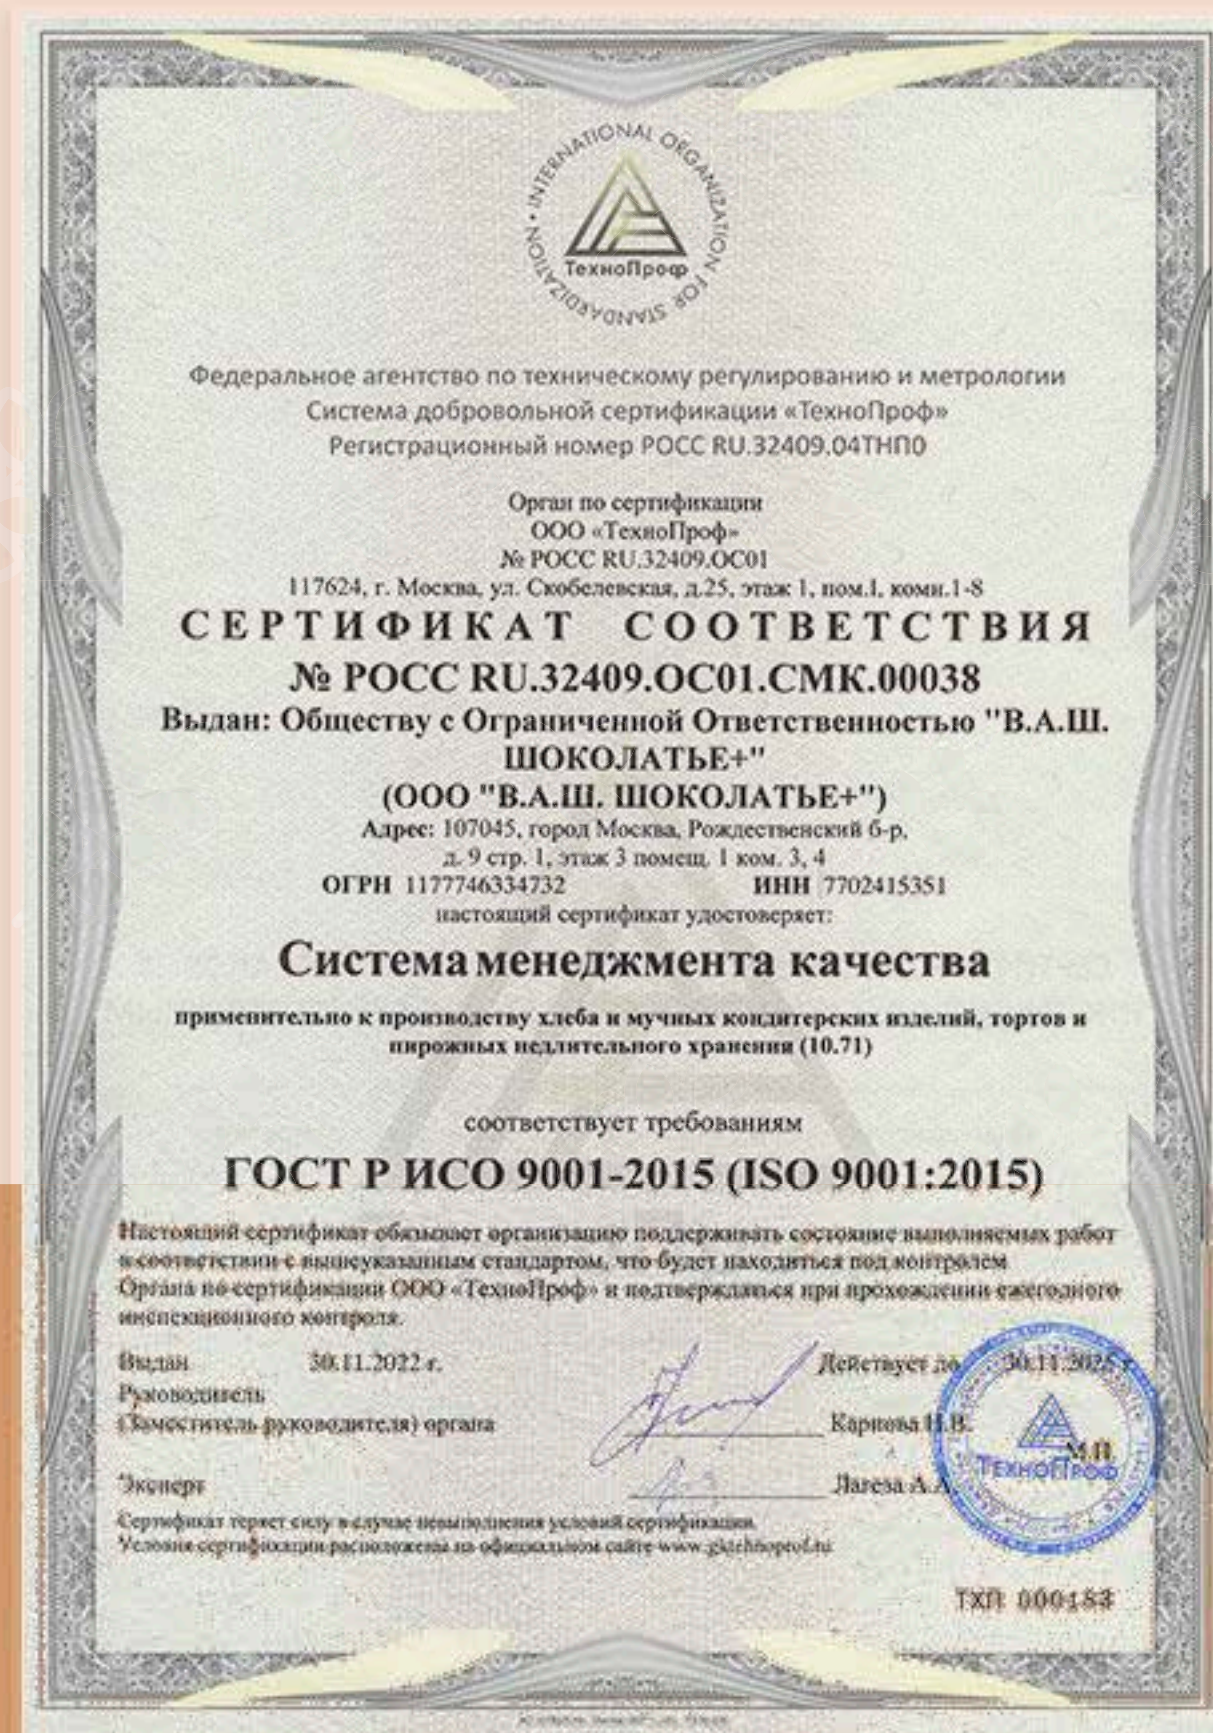 INTERNATIONAL ORGANIZATION FOR STANDARDIZATION •
ТехноПроф
Федеральное агентство по техническому регулированию и метрологии
Система добровольной сертификации «ТехноПроф»
Регистрационный номер РОСС RU.32409.04ТНП0
Орган по сертификации
ООО «ТехноПроф»
№ РОСС RU.32409.ОС01
117624, г. Москва, ул. Скобелевская, д.25, этаж 1, пом.I, комн.1-8
СЕРТИФИКАТ СООТВЕТСТВИЯ
№ РОСС RU.32409.ОС01.СМК.00038
Выдан: Обществу с Ограниченной Ответственностью "В.А.Ш.
ШОКОЛАТЬЕ+"
(ООО "В.А.Ш. ШОКОЛАТЬЕ+")
Адрес: 107045, город Москва, Рождественский б-р,
д. 9 стр. 1, этаж 3 помещ. 1 ком. 3, 4
ОГРН 1177746334732 ИНН 7702415351
настоящий сертификат удостоверяет:
Система менеджмента качества
применительно к производству хлеба и мучных кондитерских изделий, тортов и
пирожных недлительного хранения (10.71)
соответствует требованиям
ГОСТ Р ИСО 9001-2015 (ISO 9001:2015)
Настоящий сертификат обязывает организацию поддерживать состояние выполняемых работ
в соответствии с вышеуказанным стандартом, что будет находиться под контролем
Органа по сертификации ООО «ТехноПроф» и подтверждаться при прохождении ежегодного
инспекционного контроля.
Выдан 30.11.2022 г. Действует до
Руководитель
(Заместитель руководителя) органа Карпова И.В.
М.П.
ТЕХНОПРОФ
Эксперт Лагеза А.А.
Сертификат теряет силу в случае невыполнения условий сертификации.
Условия сертификации расположены на официальном сайте www.gktehnoprof.ru
ТХП 000183